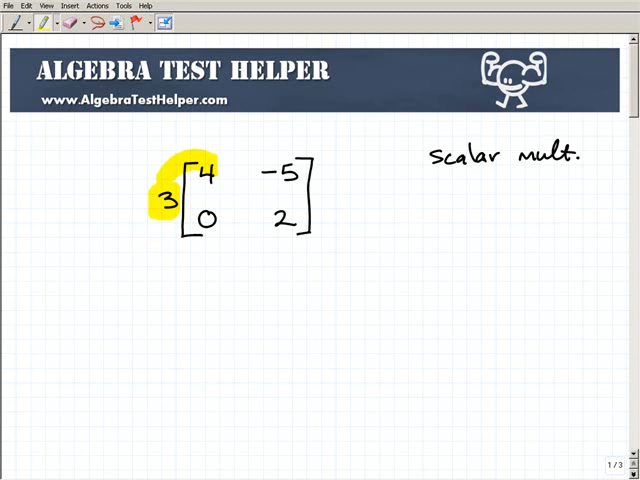 File Edit View Insert Actions Tools Help
ALGEBRA TEST HELPER
www.AlgebraTestHelper.com
scalar mult.
4 -5
3
0 2
1 / 3